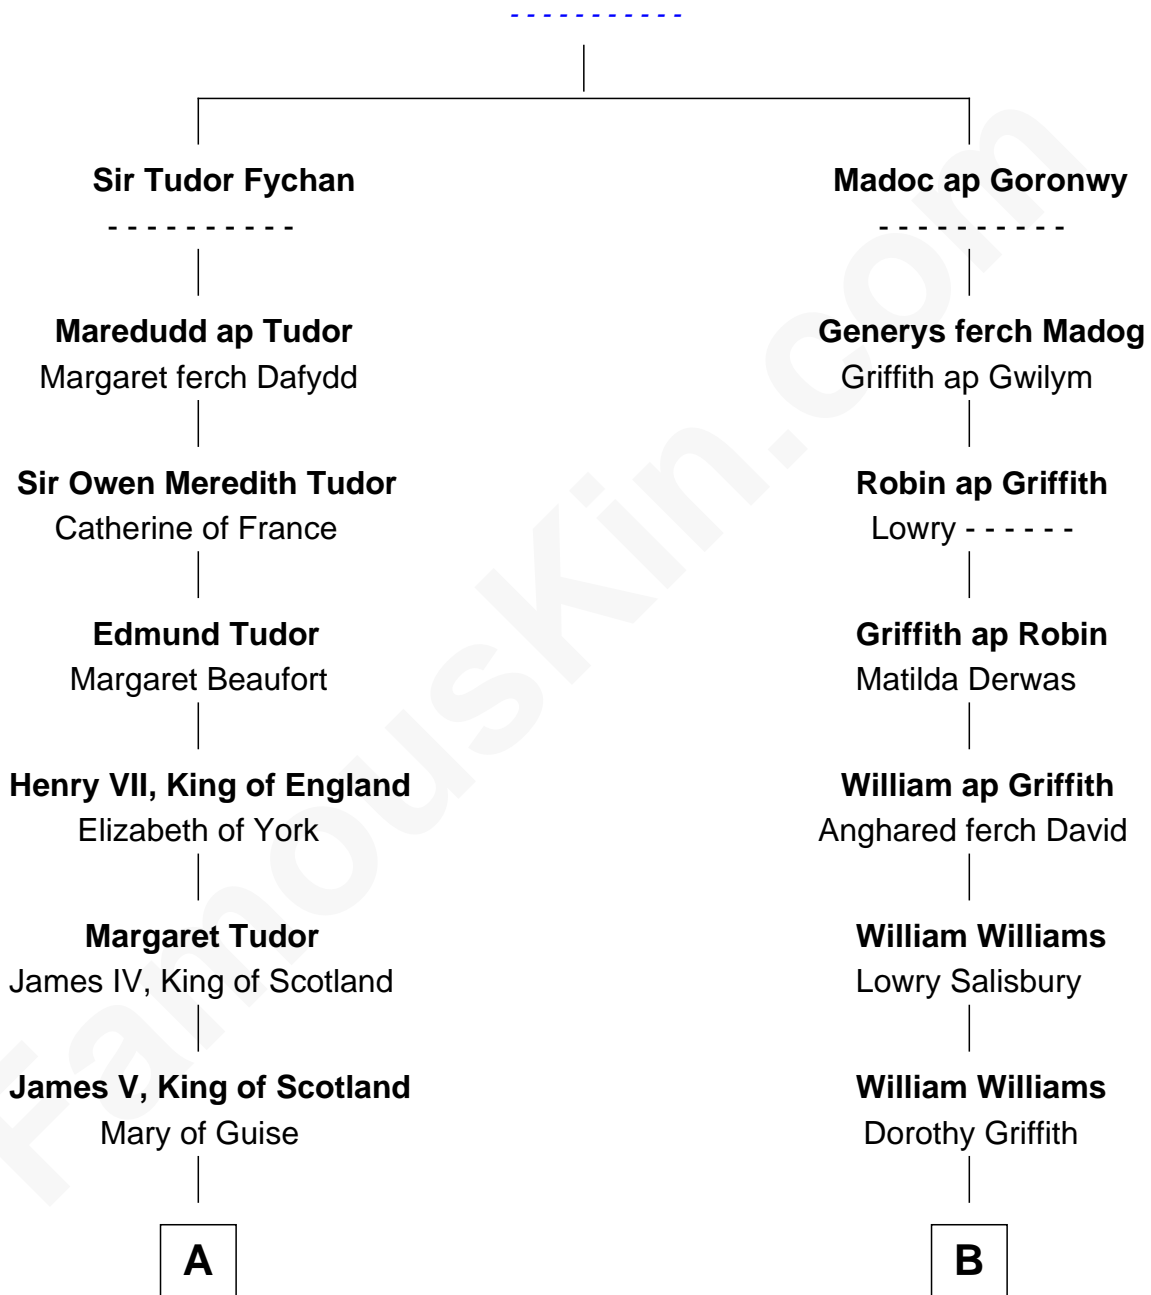 - - - - - - - - - - -
Sir Tudor Fychan
- - - - - - - - - -
Maredudd ap Tudor
Margaret ferch Dafydd
Sir Owen Meredith Tudor
Catherine of France
Edmund Tudor
Margaret Beaufort
Henry VII, King of England
Elizabeth of York
Margaret Tudor
James IV, King of Scotland
James V, King of Scotland
Mary of Guise
A
Madoc ap Goronwy
- - - - - - - - - -
Generys ferch Madog
Griffith ap Gwilym
Robin ap Griffith
Lowry - - - - - -
Griffith ap Robin
Matilda Derwas
William ap Griffith
Anghared ferch David
William Williams
Lowry Salisbury
William Williams
Dorothy Griffith
B
FamousKin.com